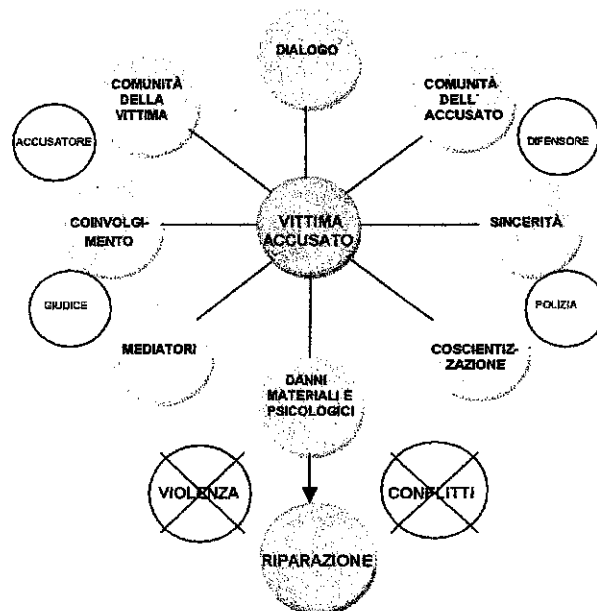 DIALOGO
COMUNITÀ
DELLA
VITTIMA
COMUNITÀ
DELL'
ACCUSATO
ACCUSATORE
DIFENSORE
COINVOLGI-
MENTO
VITTIMA
ACCUSATO
SINCERITÀ
GIUDICE
POLIZIA
MEDIATORI
COSCIENTIZ-
ZAZIONE
DANNI
MATERIALI E
PSICOLOGICI
VIOLENZA
CONFLITTI
RIPARAZIONE